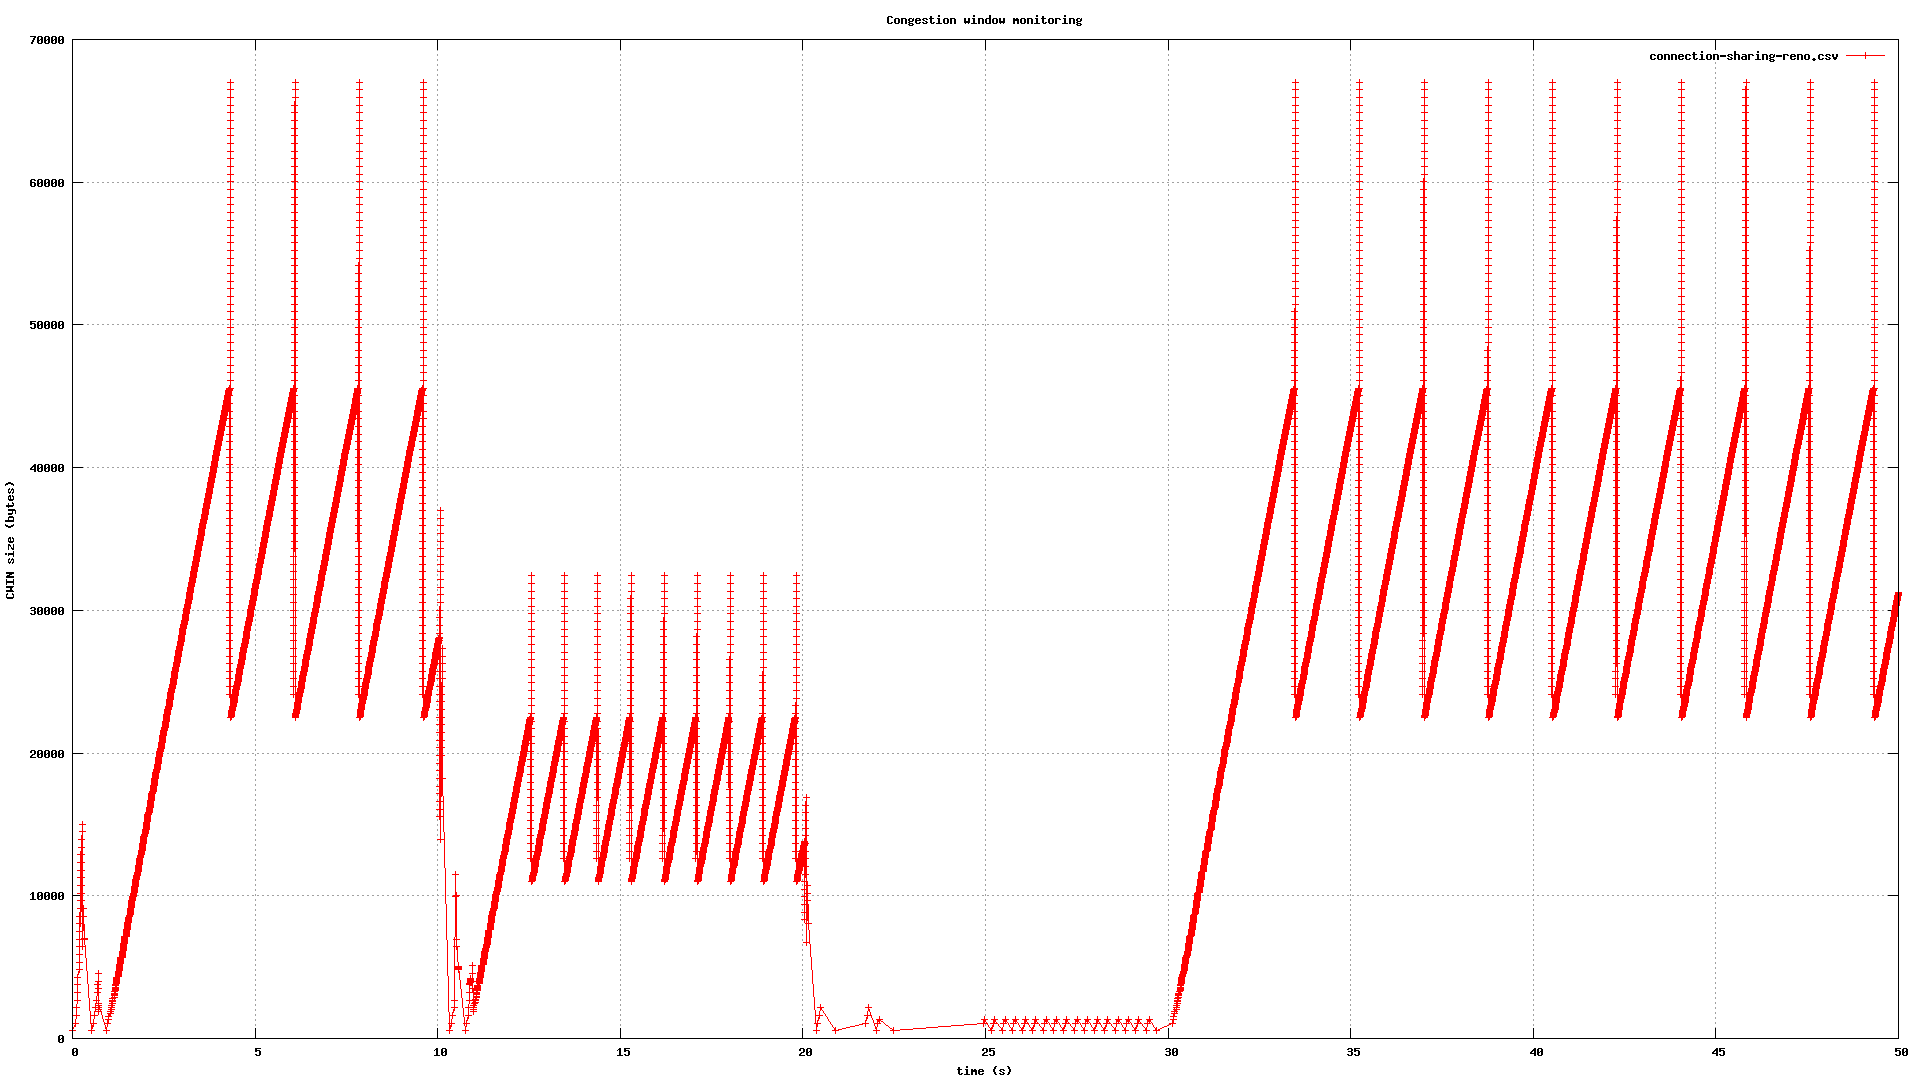 Congestion window monitoring
connection-sharing-reno.csv
70000
60000
50000
40000
30000
20000
10000
0
CWIN size (bytes)
0 5 10 15 20 25 30 35 40 45 50
time (s)